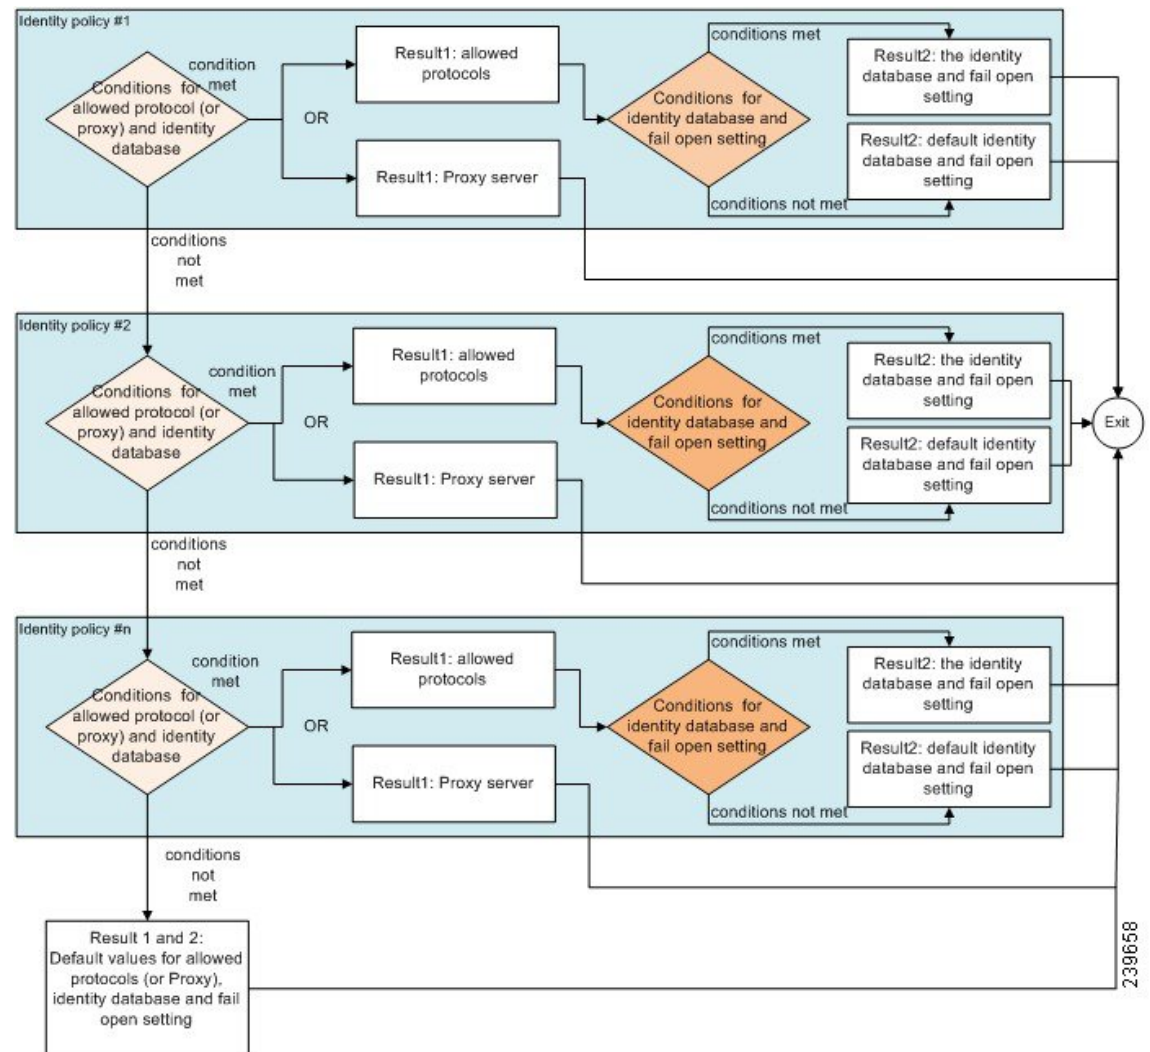 Identity policy #1
Conditions for
allowed protocol (or
proxy) and identity
database
condition
met
OR
Result1: allowed
protocols
Result1: Proxy server
Conditions for
identity database and
fail open setting
conditions met
Result2: the identity
database and fail open
setting
Result2: default identity
database and fail open
setting
conditions not met
conditions
not
met
Identity policy #2
Conditions for
allowed protocol (or
proxy) and identity
database
condition
met
OR
Result1: allowed
protocols
Result1: Proxy server
Conditions for
identity database and
fail open setting
conditions met
Result2: the identity
database and fail open
setting
Result2: default identity
database and fail open
setting
conditions not met
Exit
conditions
not
met
Identity policy #n
Conditions for
allowed protocol (or
proxy) and identity
database
condition
met
OR
Result1: allowed
protocols
Result1: Proxy server
Conditions for
identity database and
fail open setting
conditions met
Result2: the identity
database and fail open
setting
Result2: default identity
database and fail open
setting
conditions not met
conditions
not
met
Result 1 and 2:
Default values for allowed
protocols (or Proxy),
identity database and fail
open setting
239658